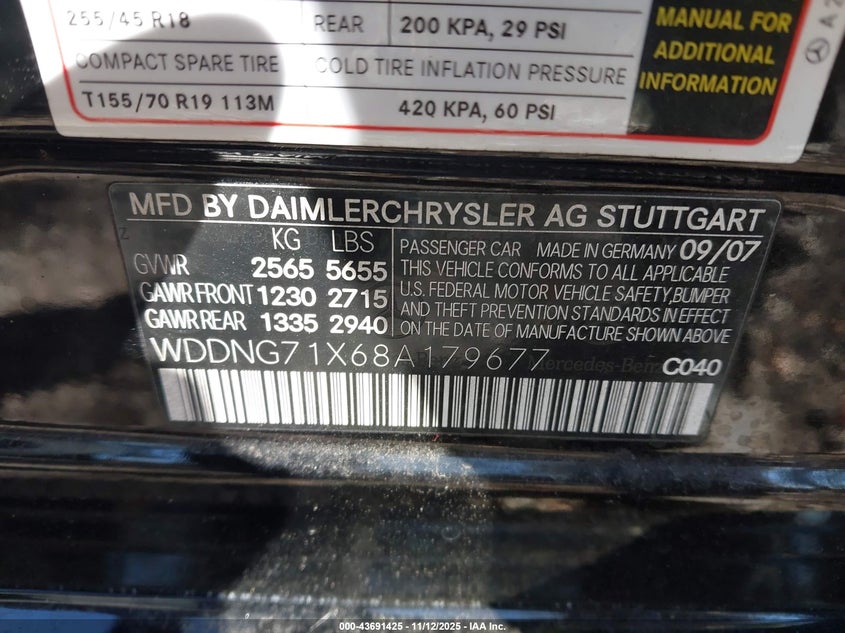 255/45 R18 REAR 200 KPA, 29 PSI
COMPACT SPARE TIRE COLD TIRE INFLATION PRESSURE
T155/70 R19 113M 420 KPA, 60 PSI
MANUAL FOR
ADDITIONAL
INFORMATION
A 2
MFD BY DAIMLERCHRYSLER AG STUTTGART
KG LBS
GVWR 2565 5655
GAWR FRONT 1230 2715
GAWR REAR 1335 2940
PASSENGER CAR MADE IN GERMANY 09/07
THIS VEHICLE CONFORMS TO ALL APPLICABLE
U.S. FEDERAL MOTOR VEHICLE SAFETY, BUMPER
AND THEFT PREVENTION STANDARDS IN EFFECT
ON THE DATE OF MANUFACTURE SHOWN ABOVE
WDDNG71X68A179677 Mercedes-Benz C040
000-43691425 - 11/12/2025 - IAA Inc.